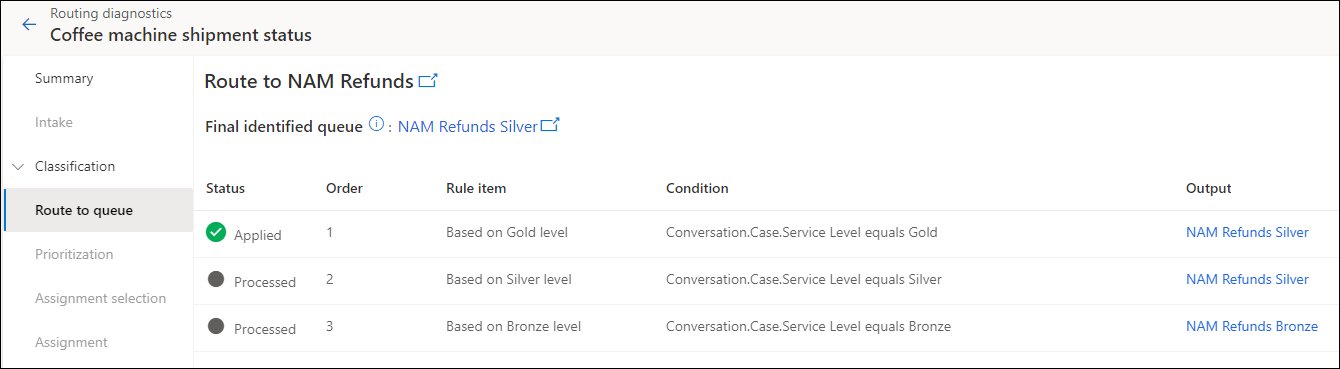 Routing diagnostics
Coffee machine shipment status
Summary
Intake
Classification
Route to queue
Prioritization
Assignment selection
Assignment
Route to NAM Refunds
Final identified queue : NAM Refunds Silver
Status Order Rule item Condition Output
Applied 1 Based on Gold level Conversation.Case.Service Level equals Gold NAM Refunds Silver
Processed 2 Based on Silver level Conversation.Case.Service Level equals Silver NAM Refunds Silver
Processed 3 Based on Bronze level Conversation.Case.Service Level equals Bronze NAM Refunds Bronze